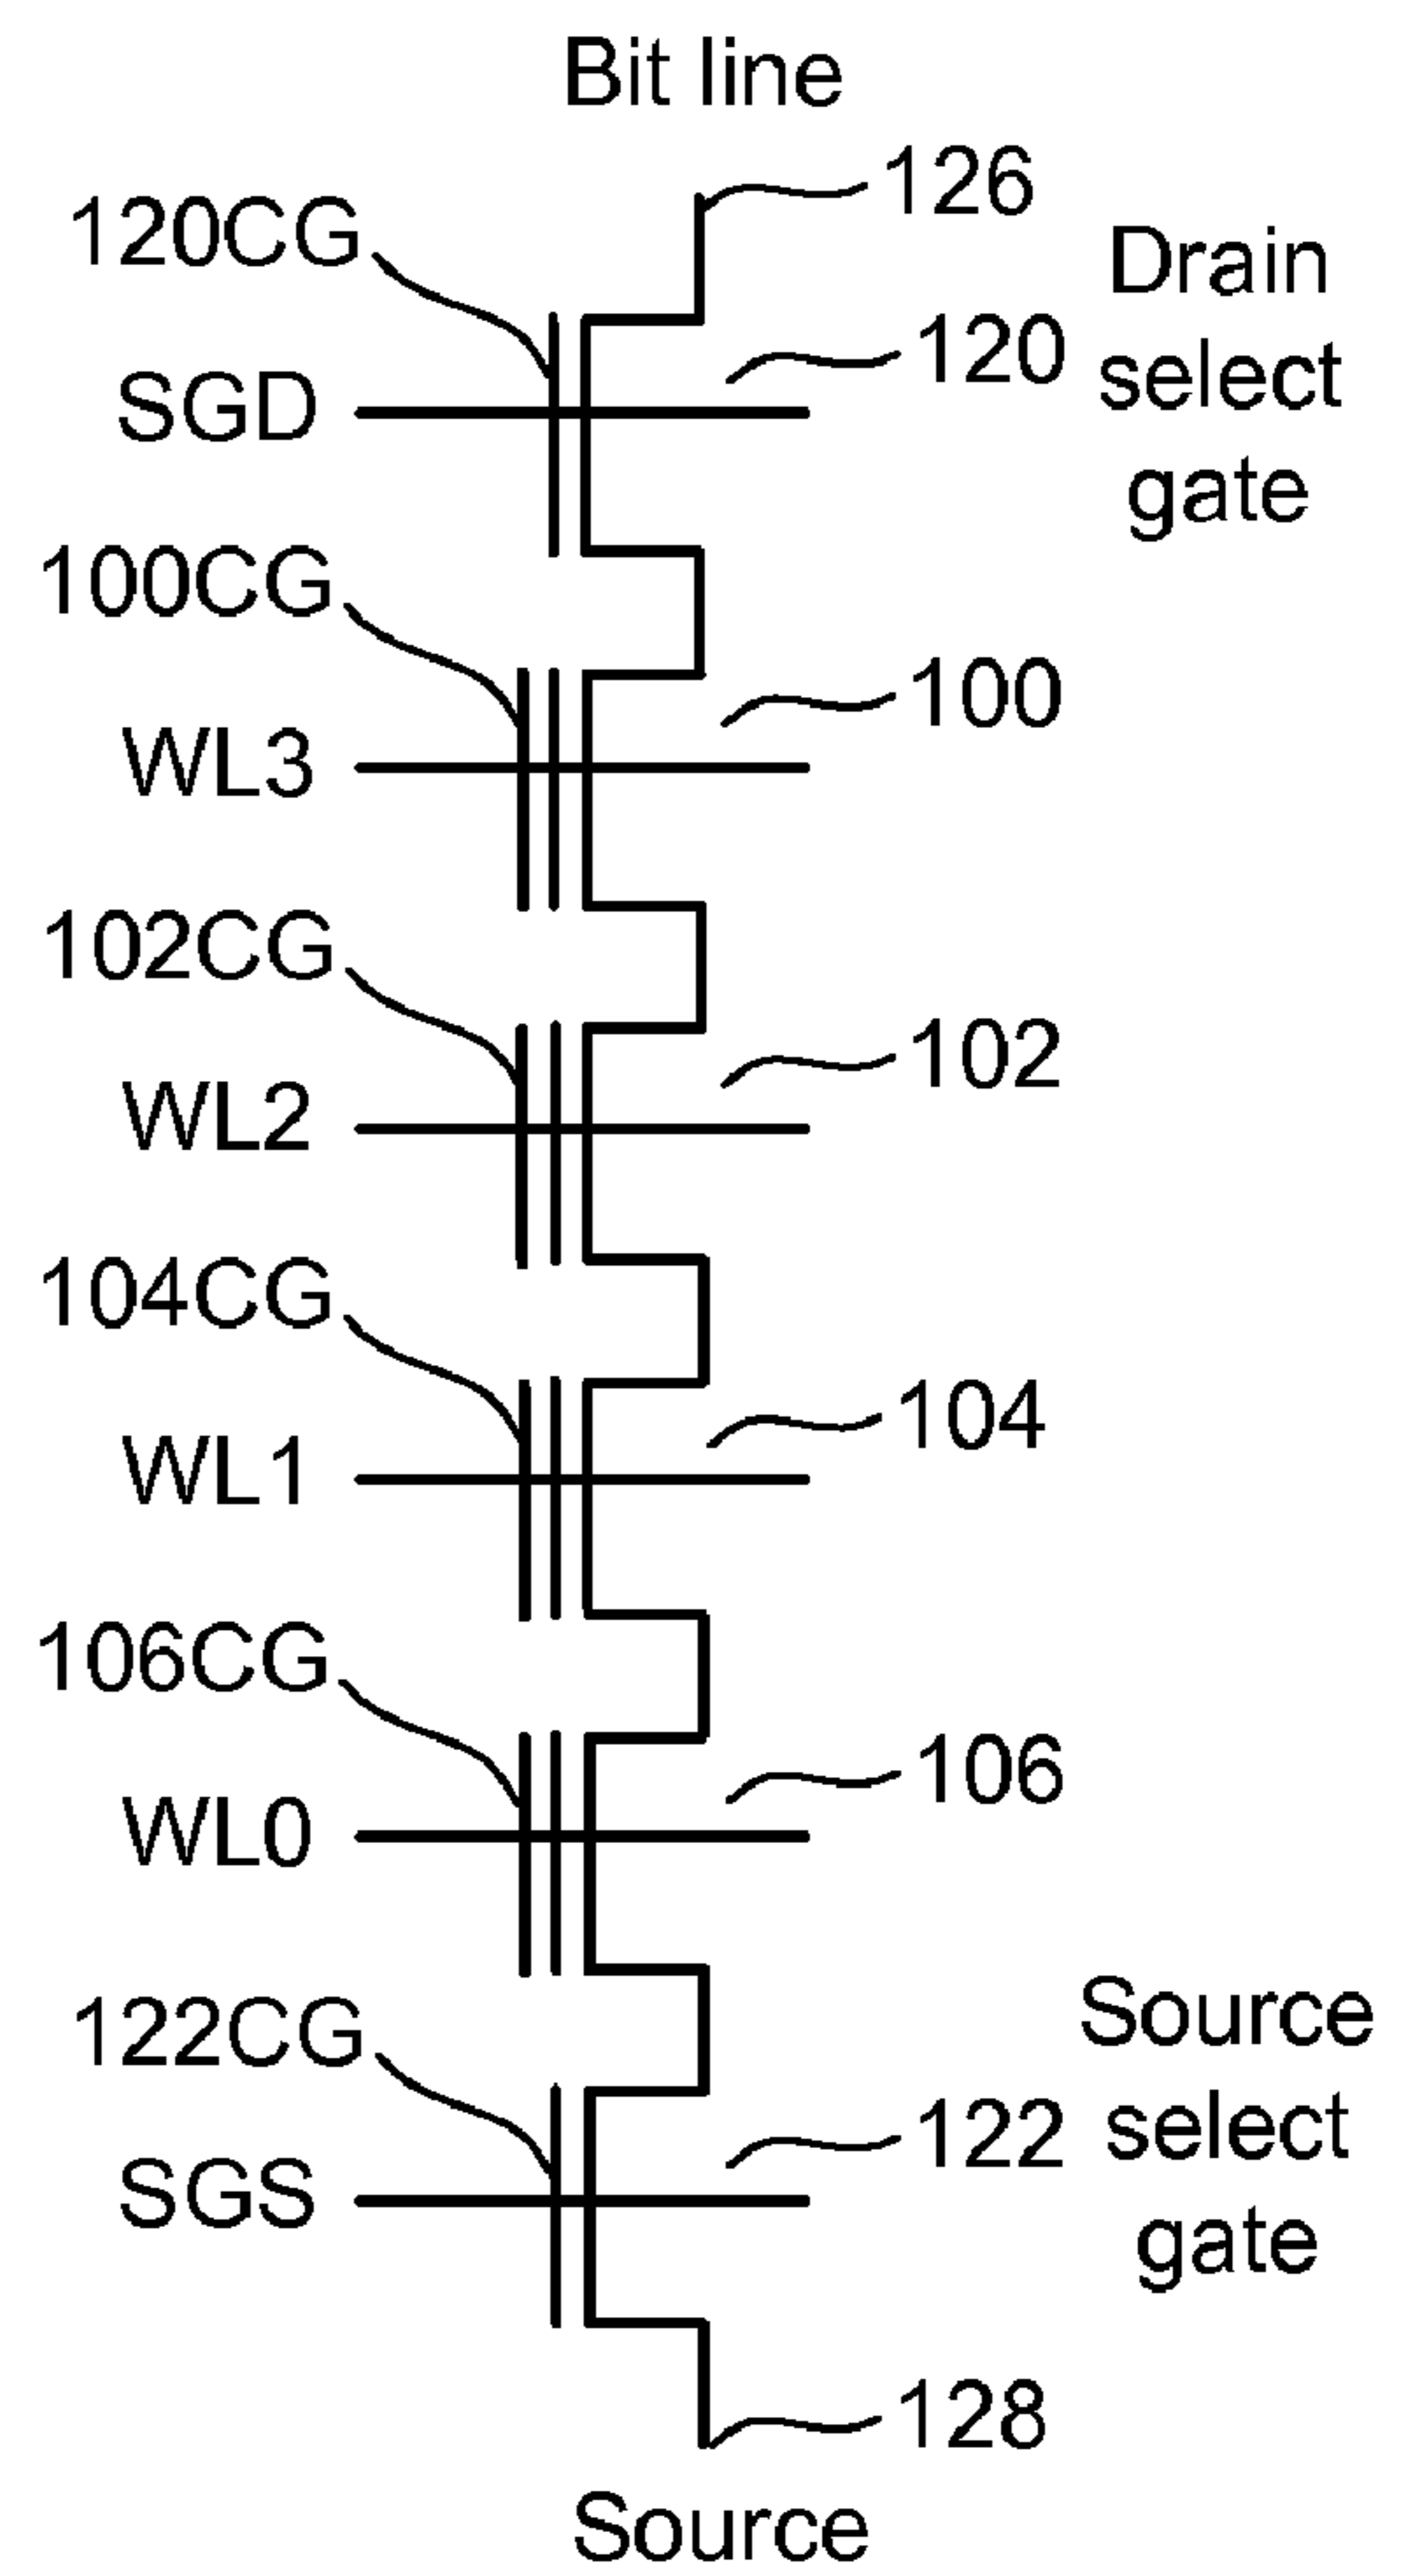 Bit line
126
120CG
Drain
select
gate
120
SGD
100CG
100
WL3
102CG
102
WL2
104CG
104
WL1
106CG
106
WL0
122CG
Source
select
gate
122
SGS
128
Source